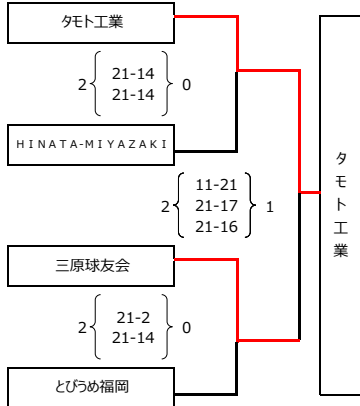 タモト工業
2 { 21-14 } 0
21-14
ＨＩＮＡＴＡ-ＭＩＹＡＺＡＫＩ
11-21
2 { 21-17 } 1
21-16
タモト工業
三原球友会
2 { 21-2 } 0
21-14
とびうめ福岡